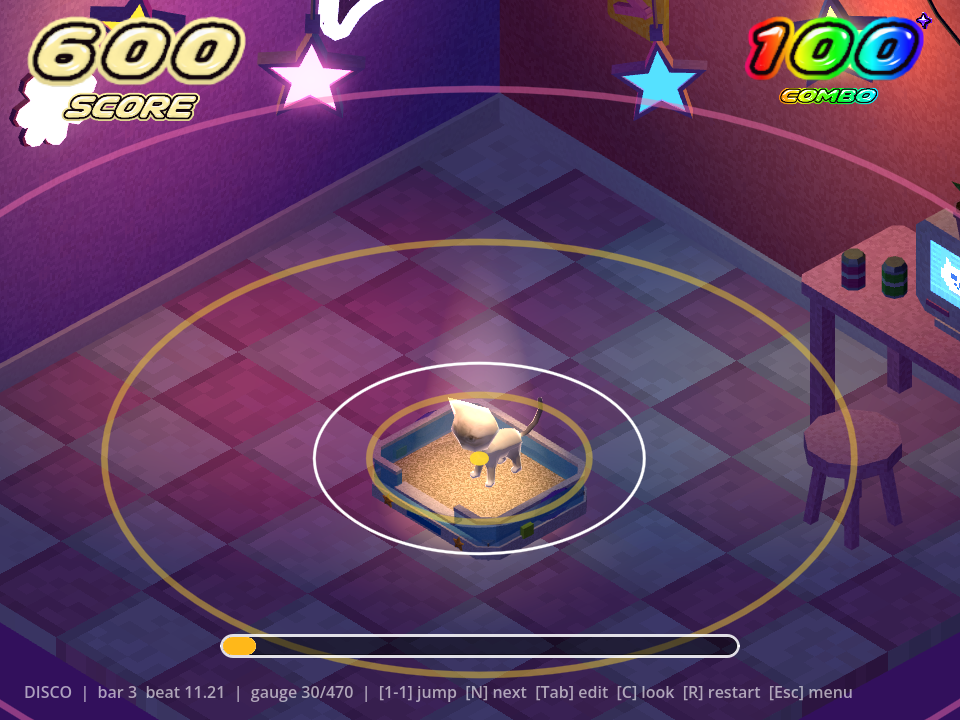 600
SCORE
100
COMBO
DISCO | bar 3 beat 11.21 | gauge 30/470 | [1-1] jump [N] next [Tab] edit [C] look [R] restart [Esc] menu